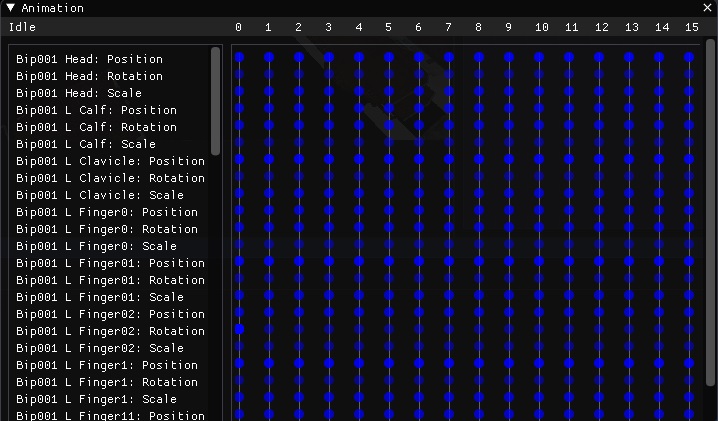 Animation
Idle 0 1 2 3 4 5 6 7 8 9 10 11 12 13 14 15
Bip001 Head: Position
Bip001 Head: Rotation
Bip001 Head: Scale
Bip001 L Calf: Position
Bip001 L Calf: Rotation
Bip001 L Calf: Scale
Bip001 L Clavicle: Position
Bip001 L Clavicle: Rotation
Bip001 L Clavicle: Scale
Bip001 L Finger0: Position
Bip001 L Finger0: Rotation
Bip001 L Finger0: Scale
Bip001 L Finger01: Position
Bip001 L Finger01: Rotation
Bip001 L Finger01: Scale
Bip001 L Finger02: Position
Bip001 L Finger02: Rotation
Bip001 L Finger02: Scale
Bip001 L Finger1: Position
Bip001 L Finger1: Rotation
Bip001 L Finger1: Scale
Bip001 L Finger11: Position